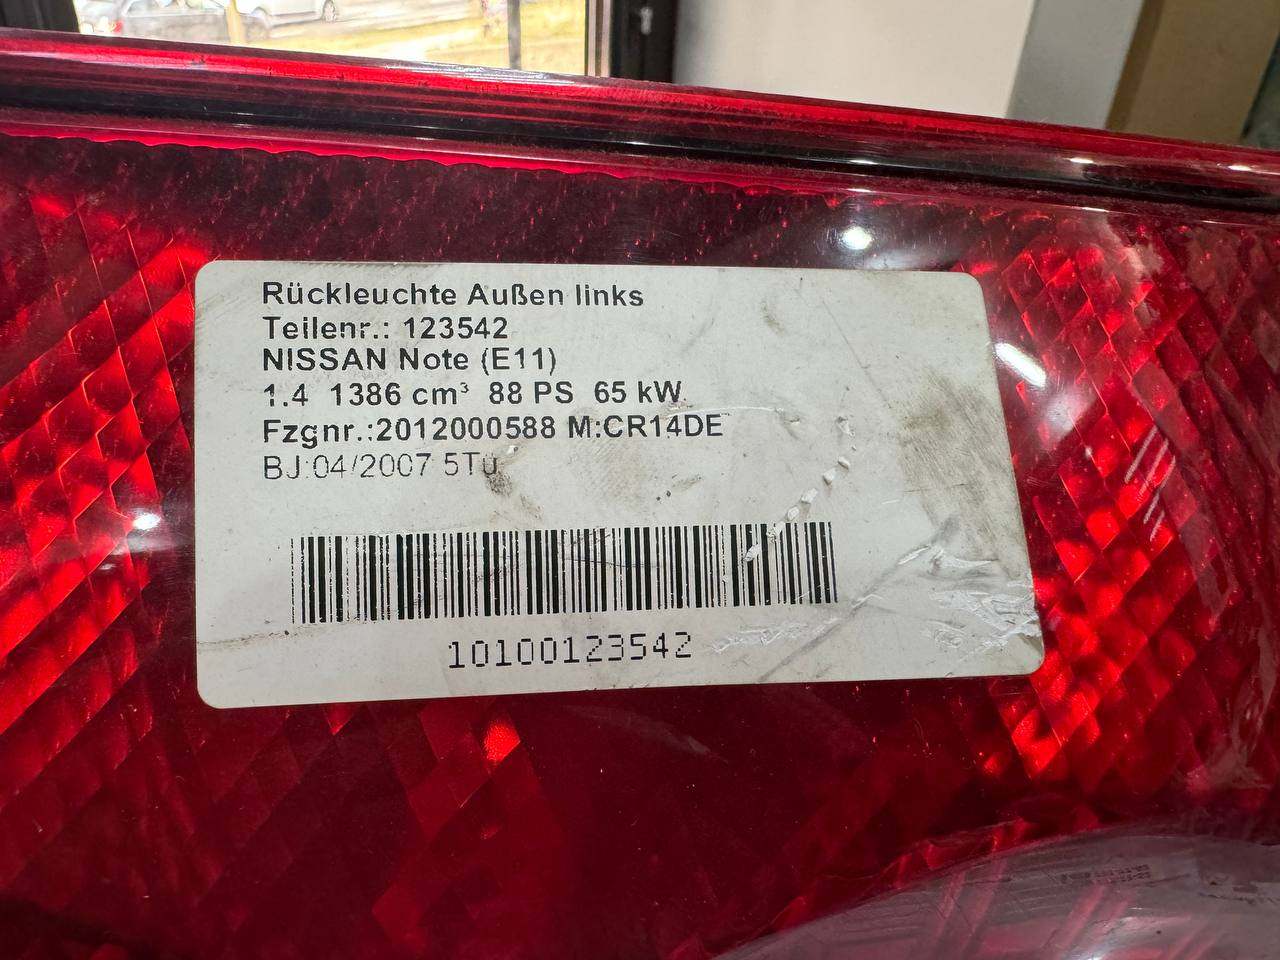 Rückleuchte Außen links
Teilenr.: 123542
NISSAN Note (E11)
1.4  1386 cm³  88 PS  65 kW
Fzgnr.:2012000588 M:CR14DE
BJ:04/2007 5Tü
10100123542